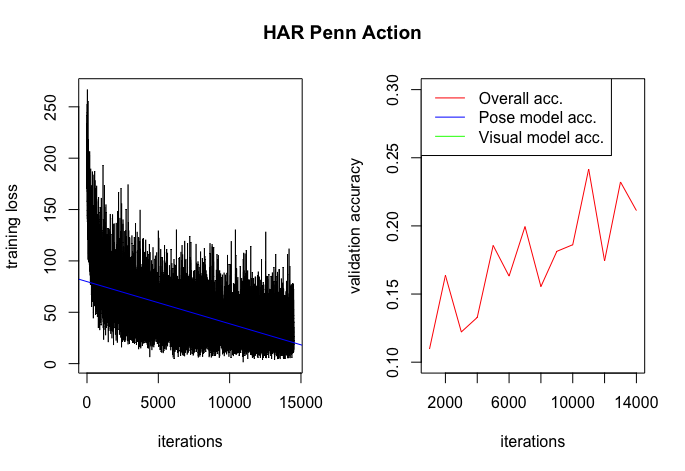 HAR Penn Action
training loss
0
50
100
150
200
250
0
5000
10000
15000
iterations
validation accuracy
0.10
0.15
0.20
0.25
0.30
Overall acc.
Pose model acc.
Visual model acc.
2000
6000
10000
14000
iterations